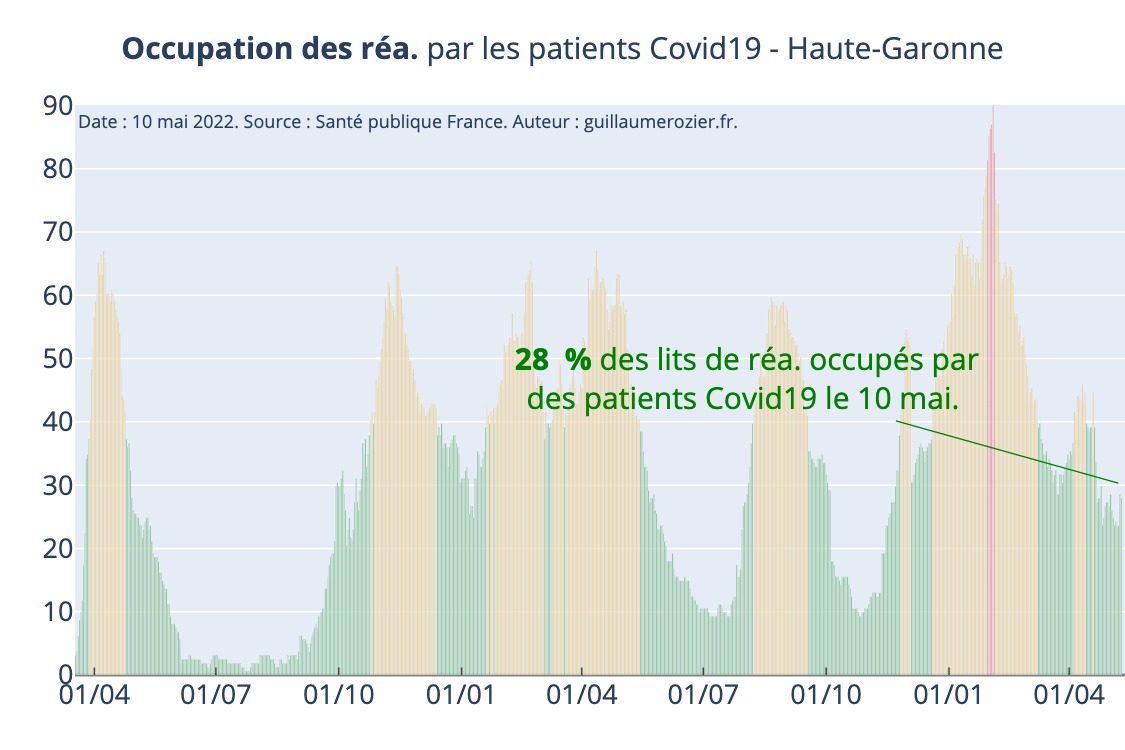 Occupation des réa. par les patients Covid19 - Haute-Garonne
90
Date : 10 mai 2022. Source : Santé publique France. Auteur : guillaumerozier.fr.
80
70
60
50
28 % des lits de réa. occupés par
des patients Covid19 le 10 mai.
40
30
20
10
0
01/04 01/07 01/10 01/01 01/04 01/07 01/10 01/01 01/04